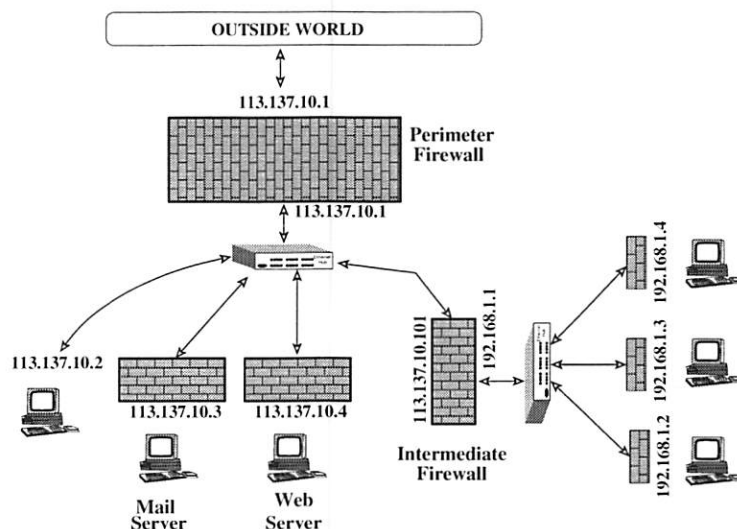 OUTSIDE WORLD
113.137.10.1
Perimeter
Firewall
113.137.10.1
192.168.1.4
113.137.10.101
192.168.1.1
192.168.1.3
113.137.10.2
113.137.10.3
113.137.10.4
192.168.1.2
Intermediate
Firewall
Mail
Server
Web
Server